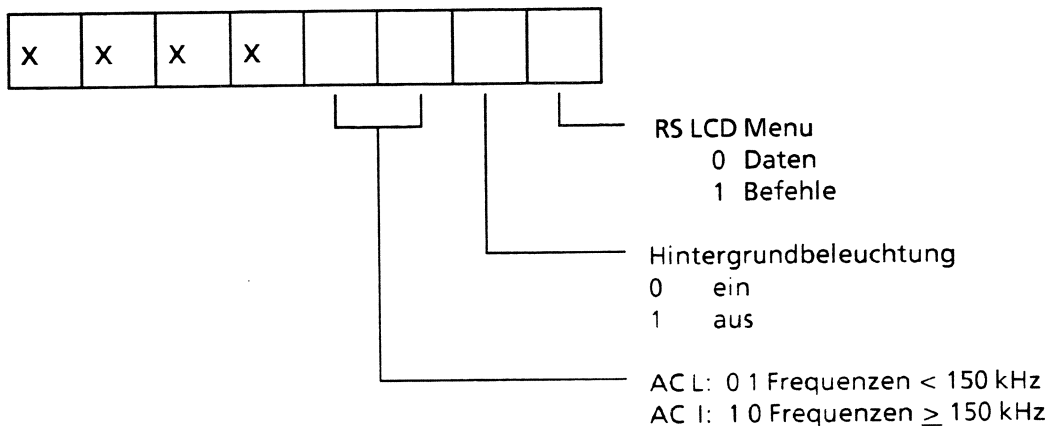 X X X X
RS LCD Menu
0 Daten
1 Befehle
Hintergrundbeleuchtung
0 ein
1 aus
AC L: 0 1 Frequenzen < 150 kHz
AC I: 1 0 Frequenzen ≥ 150 kHz